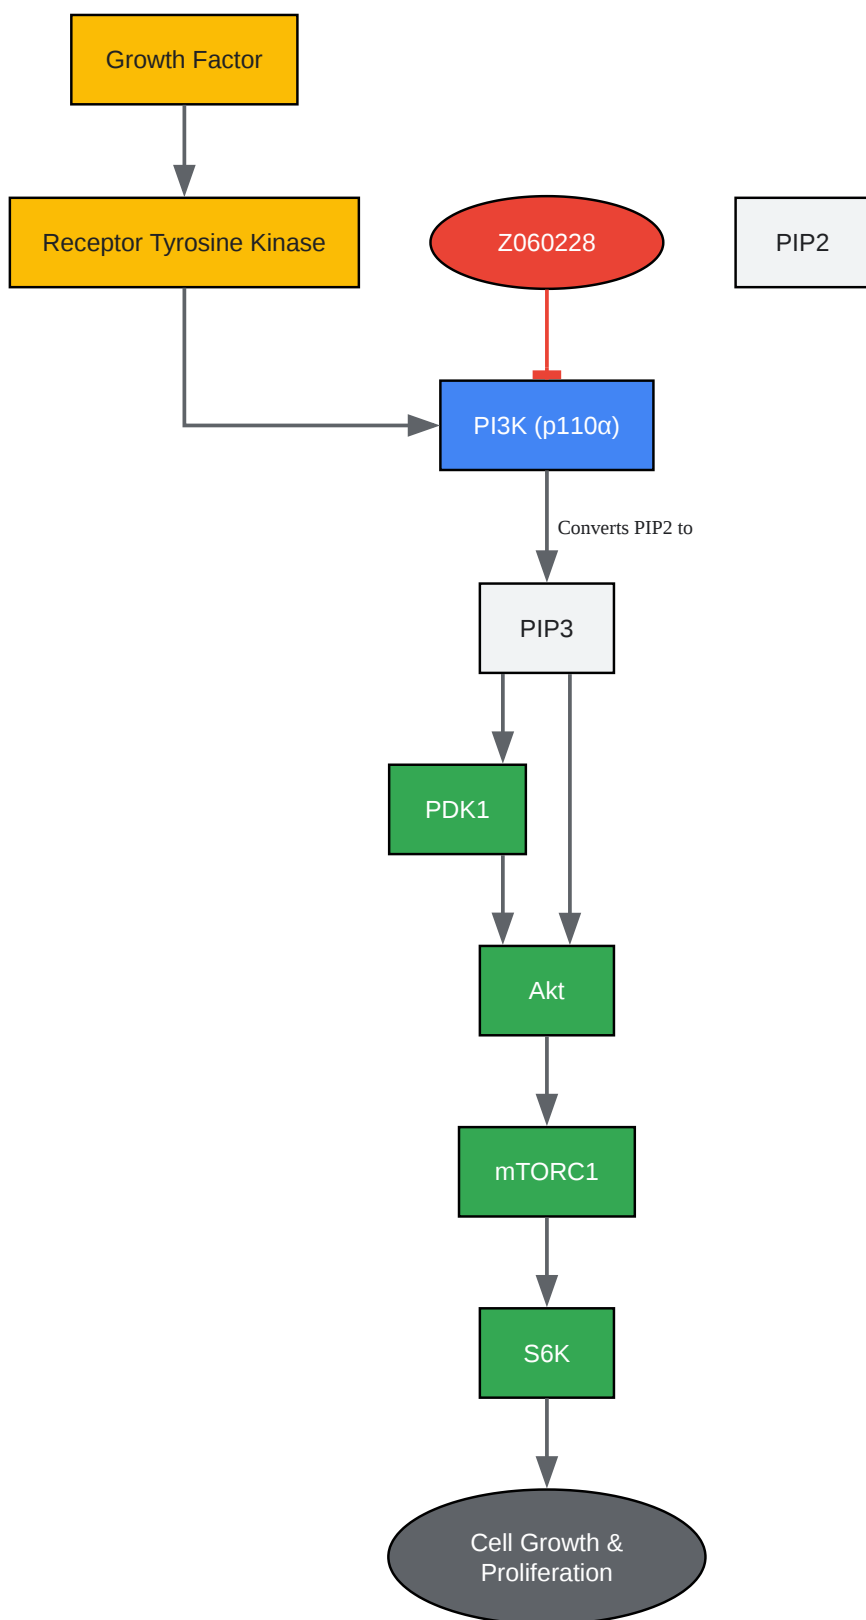 Growth Factor
Receptor Tyrosine Kinase
Z060228
PIP2
PI3K (p110α)
Converts PIP2 to
PIP3
PDK1
Akt
mTORC1
S6K
Cell Growth &
Proliferation